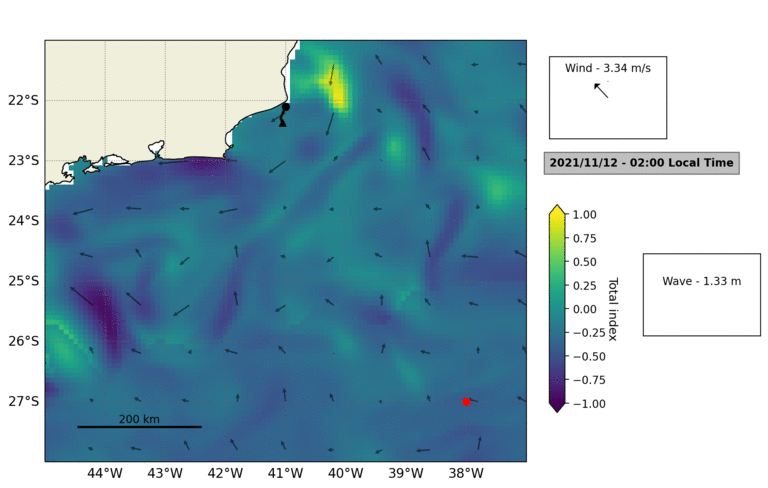 Wind - 3.34 m/s
22°S
23°S
24°S
25°S
26°S
27°S
2021/11/12 - 02:00 Local Time
1.00
0.75
0.50
0.25
0.00
−0.25
−0.50
−0.75
−1.00
Total index
Wave - 1.33 m
200 km
44°W 43°W 42°W 41°W 40°W 39°W 38°W